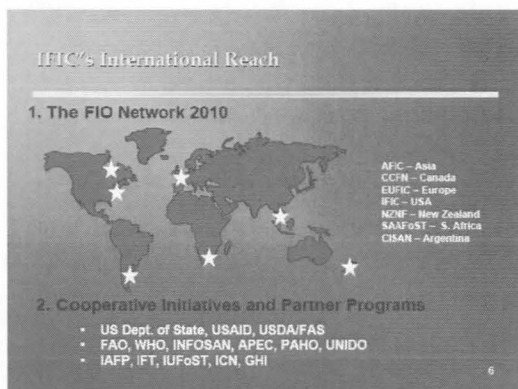 IFIC"s International Reach
1. The FIO Network 2010
AFIC – Asia
CCFN – Canada
EUFIC – Europe
IFIC – USA
NZNF – New Zealand
SAAFoST – S. Africa
CISAN – Argentina
2. Cooperative Initiatives and Partner Programs
▪ US Dept. of State, USAID, USDA/FAS
▪ FAO, WHO, INFOSAN, APEC, PAHO, UNIDO
▪ IAFP, IFT, IUFoST, ICN, GHI
6